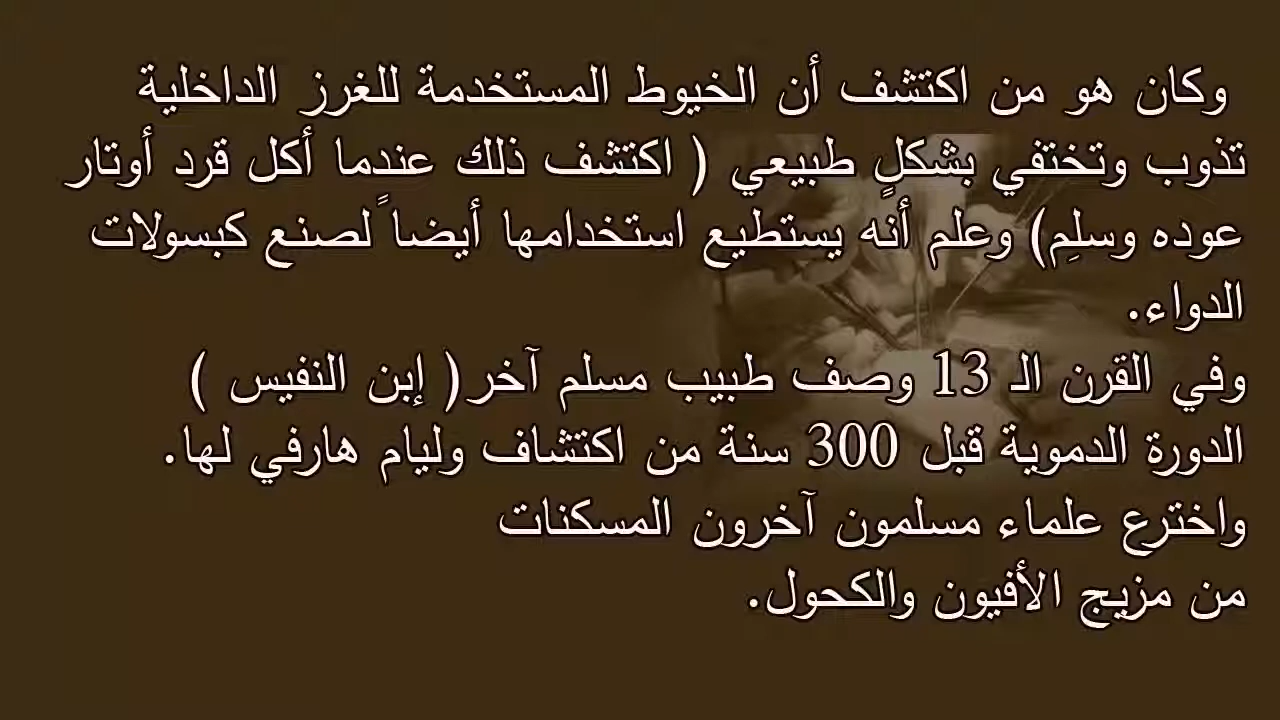 وكان هو من اكتشف أن الخيوط المستخدمة للغرز الداخلية
تذوب وتختفي بشكلٍ طبيعي ( اكتشف ذلك عندما أكل قرد أوتار
عوده وسلِم) وعلم أنه يستطيع استخدامها أيضاً لصنع كبسولات
الدواء.
وفي القرن الـ 13 وصف طبيب مسلم آخر( إبن النفيس )
الدورة الدموية قبل 300 سنة من اكتشاف وليام هارفي لها.
واخترع علماء مسلمون آخرون المسكنات
من مزيج الأفيون والكحول.